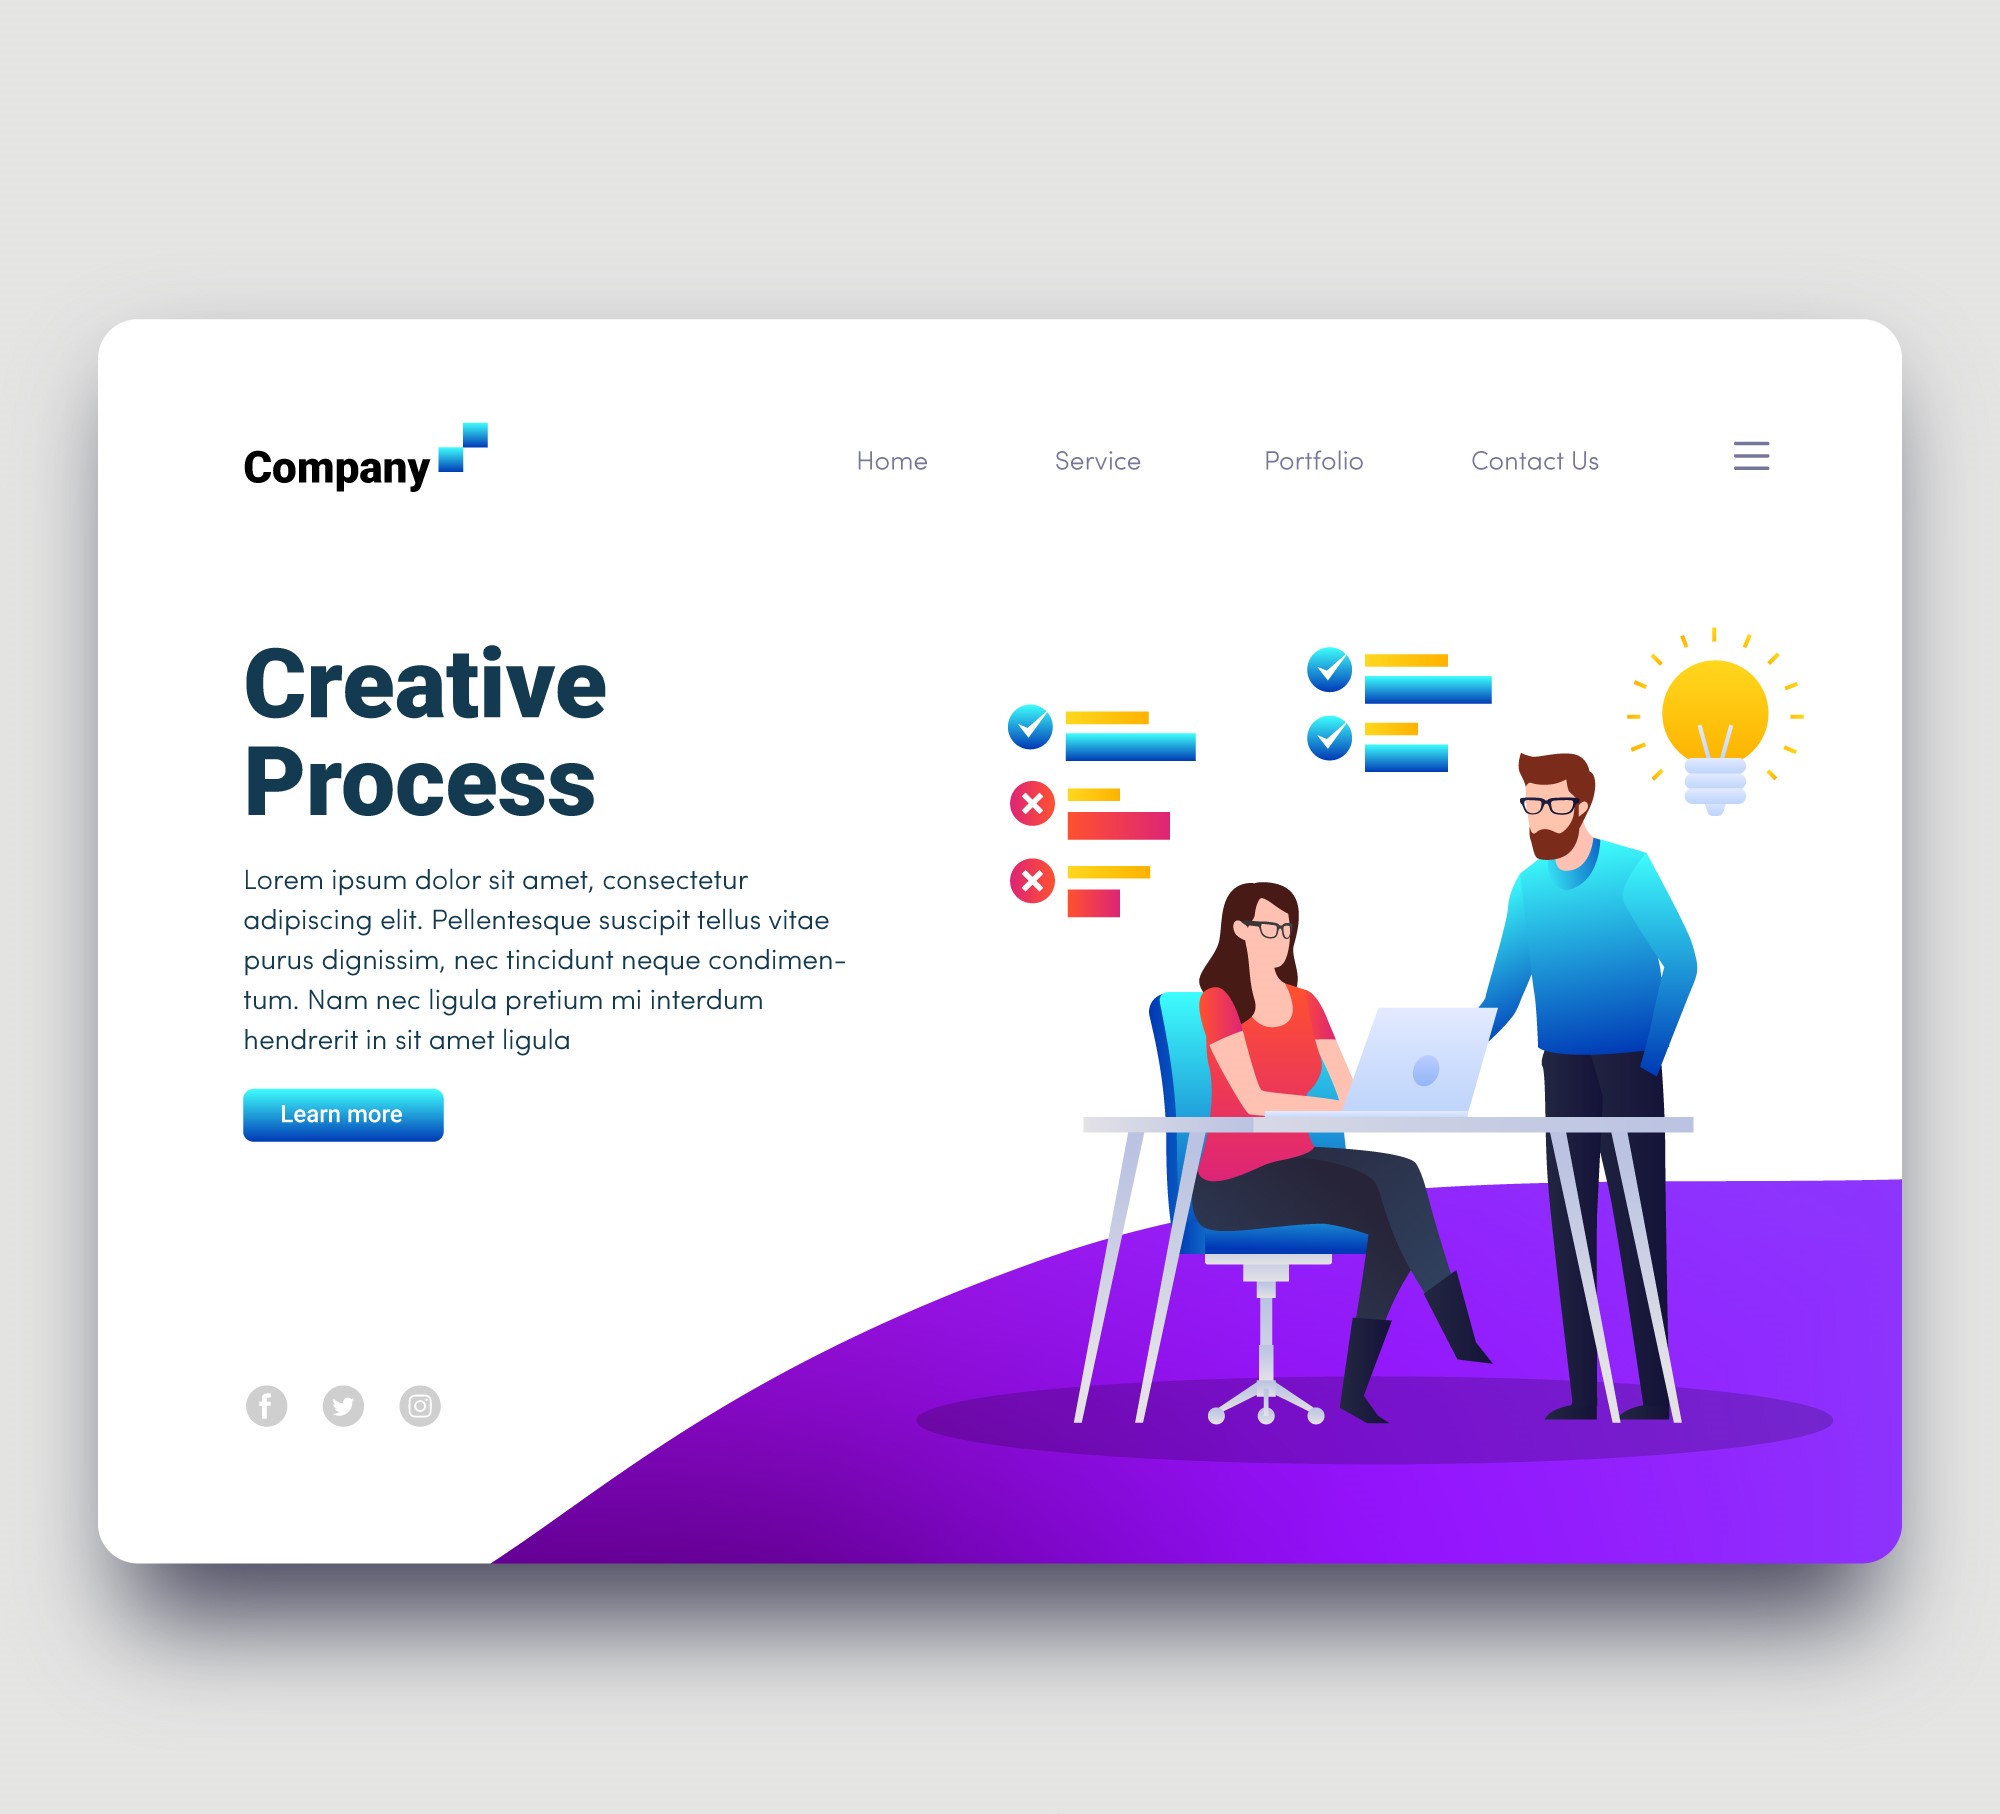 Company
Home Service Portfolio Contact Us
Creative
Process
Lorem ipsum dolor sit amet, consectetur
adipiscing elit. Pellentesque suscipit tellus vitae
purus dignissim, nec tincidunt neque condimen-
tum. Nam nec ligula pretium mi interdum
hendrerit in sit amet ligula
Learn more